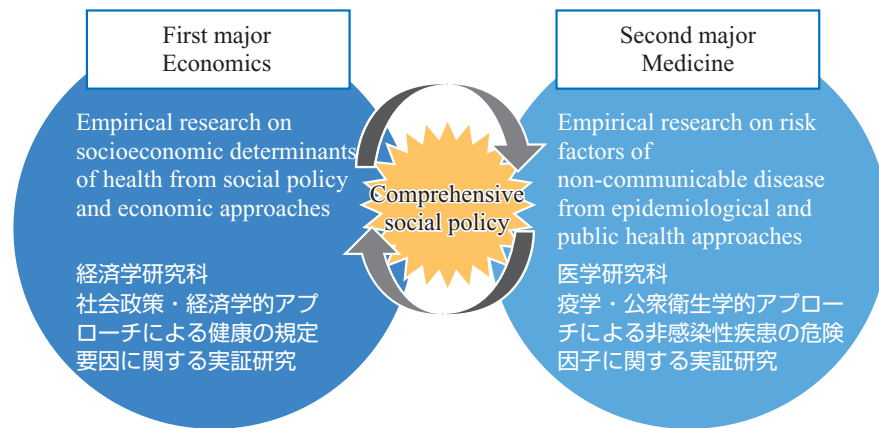 First major
Economics
Empirical research on
socioeconomic determinants
of health from social policy
and economic approaches
経済学研究科
社会政策・経済学的アプ
ローチによる健康の規定
要因に関する実証研究
Comprehensive
social policy
Second major
Medicine
Empirical research on risk
factors of
non-communicable disease
from epidemiological and
public health approaches
医学研究科
疫学・公衆衛生学的アプロー
チによる非感染性疾患の危険
因子に関する実証研究